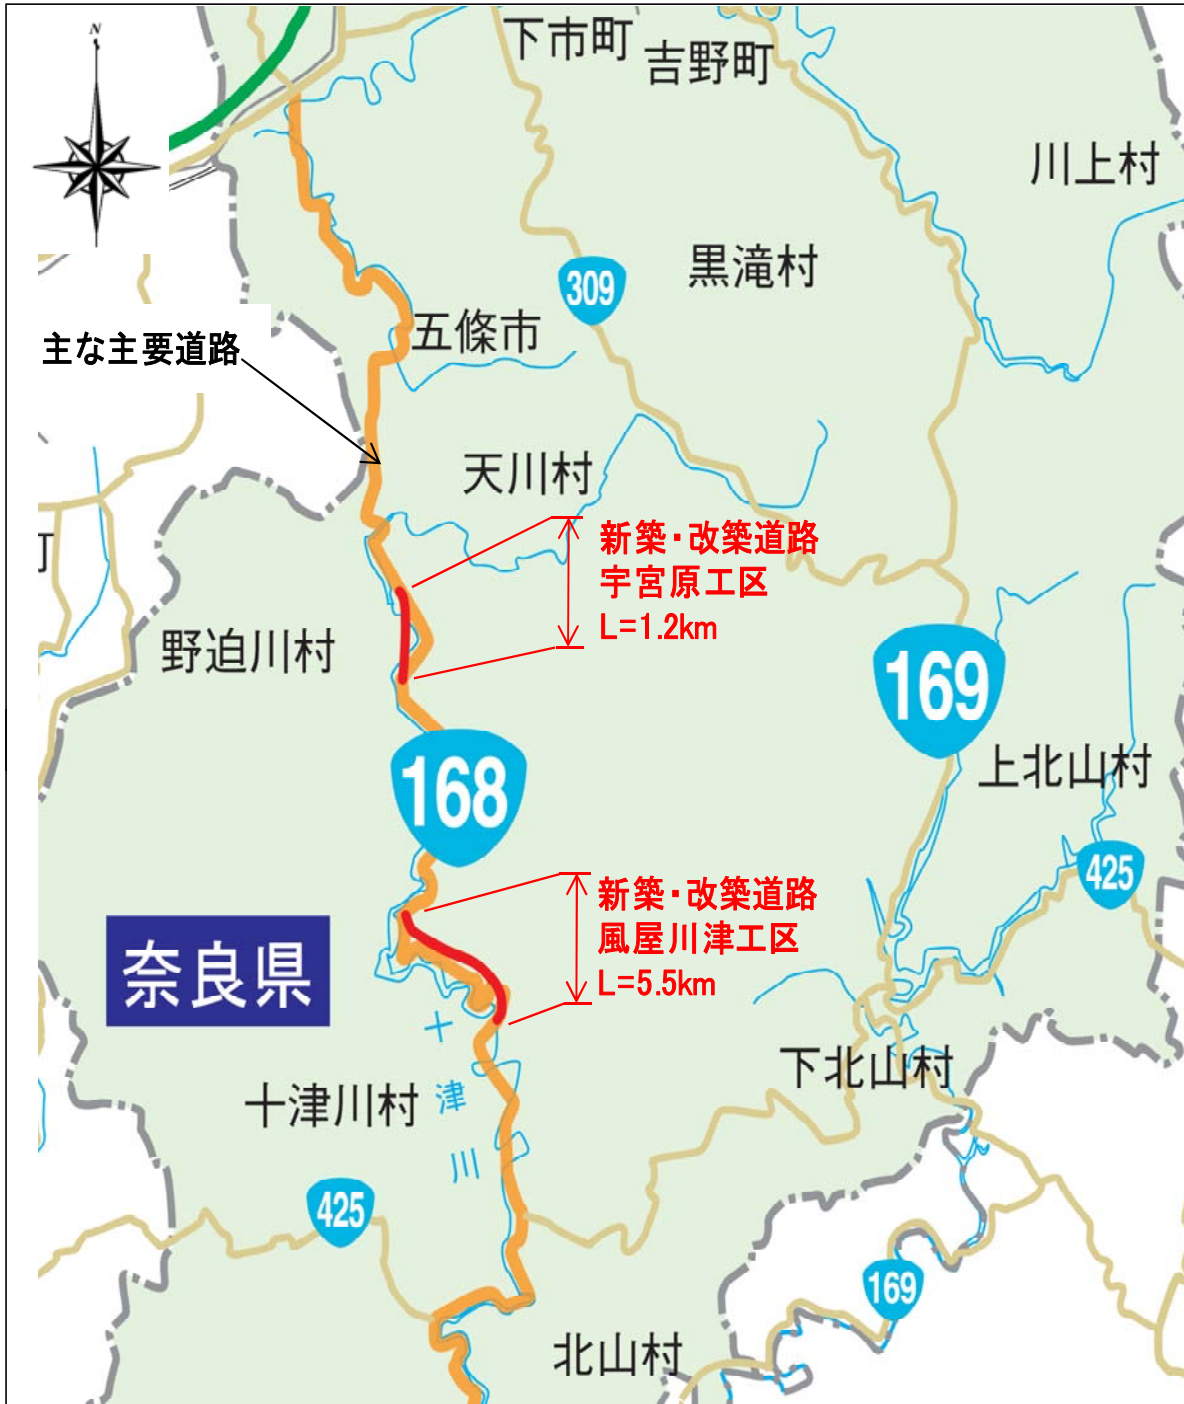 N
下市町
吉野町
川上村
黒滝村
309
五條市
主な主要道路
天川村
新築・改築道路
宇宮原工区
L=1.2km
町
野迫川村
169
上北山村
168
425
新築・改築道路
風屋川津工区
L=5.5km
奈良県
十
津
川
下北山村
十津川村
425
169
北山村